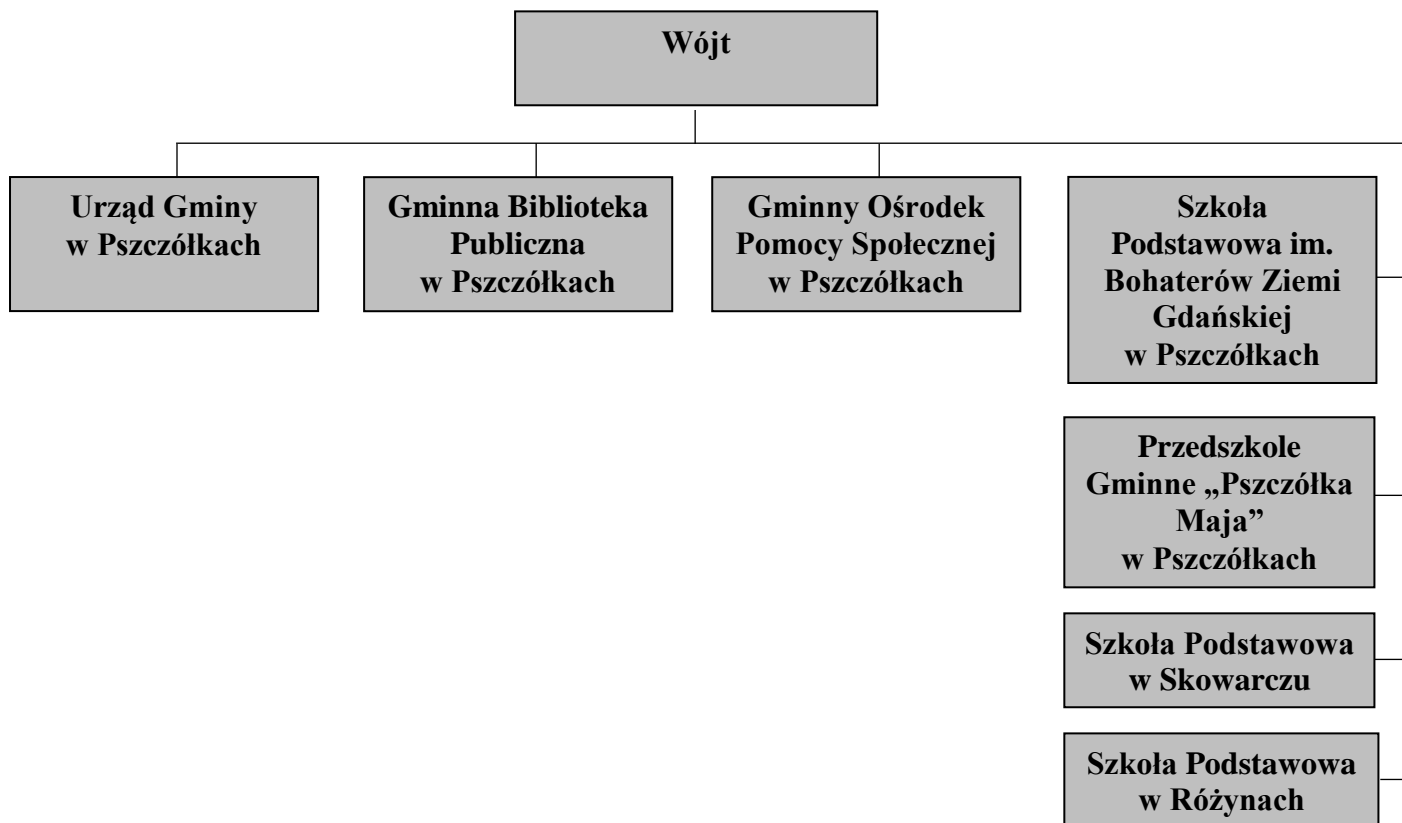 Wójt
Urząd Gminy
w Pszczółkach
Gminna Biblioteka
Publiczna
w Pszczółkach
Gminny Ośrodek
Pomocy Społecznej
w Pszczółkach
Szkoła
Podstawowa im.
Bohaterów Ziemi
Gdańskiej
w Pszczółkach
Przedszkole
Gminne „Pszczółka
Maja”
w Pszczółkach
Szkoła Podstawowa
w Skowarczu
Szkoła Podstawowa
w Różynach